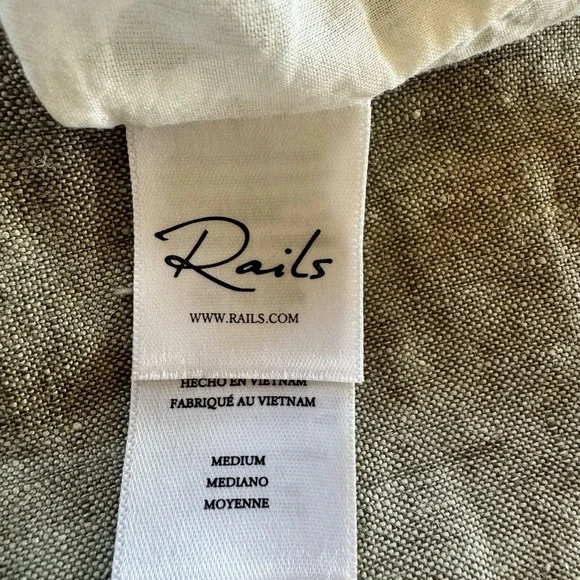 Rails
WWW.RAILS.COM
HECHO EN VIETNAM
FABRIQUÉ AU VIETNAM
MEDIUM
MEDIANO
MOYENNE